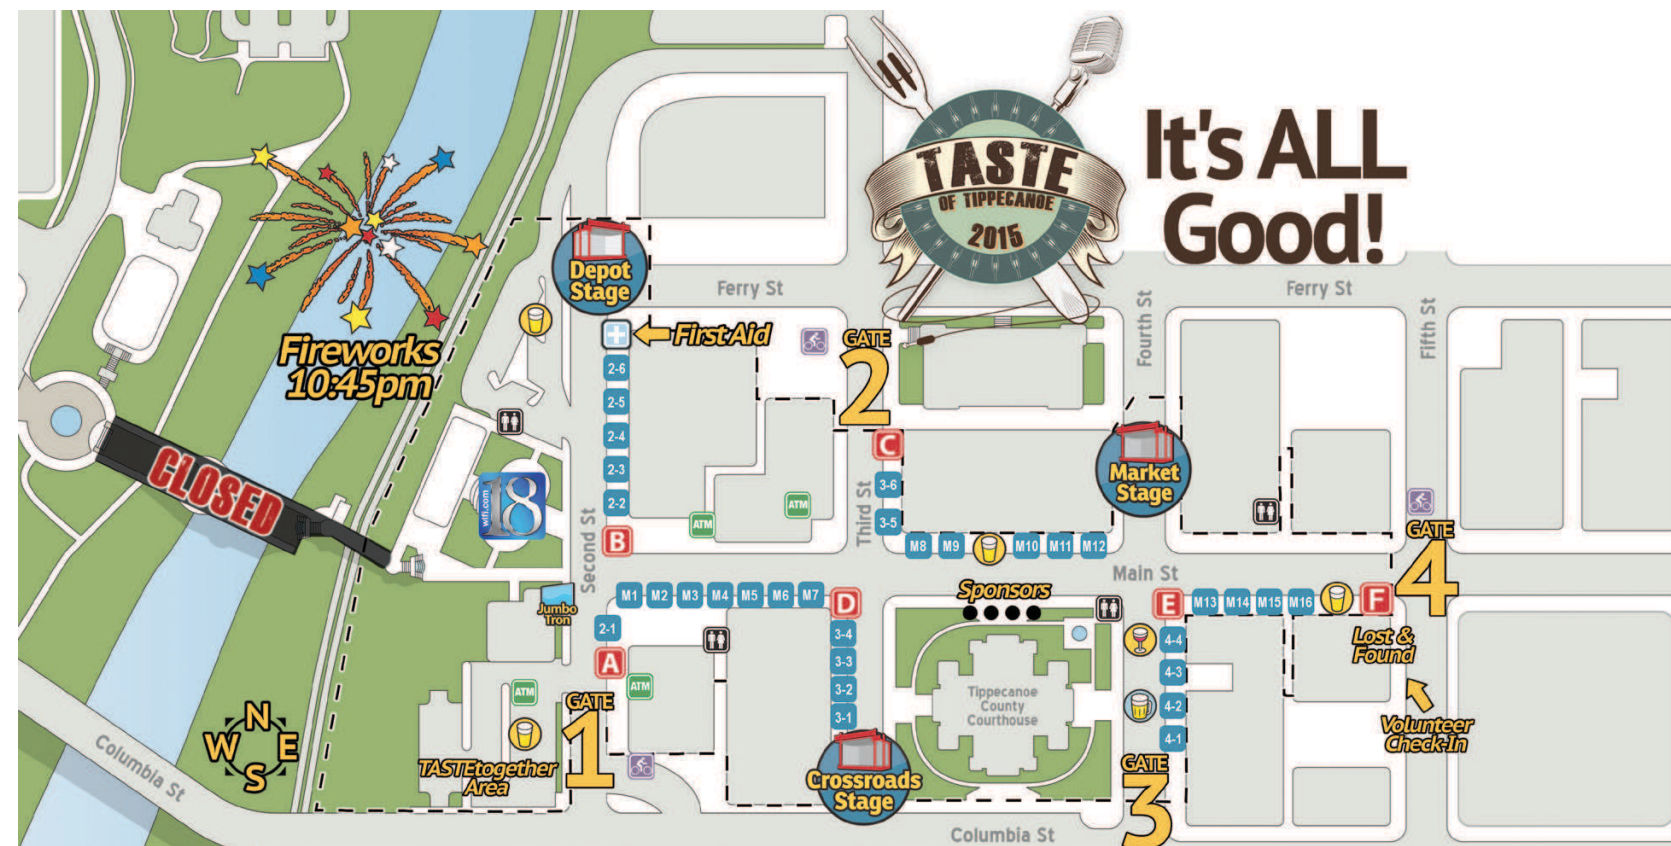 TASTE
OF TIPPECANOE
2015
It's ALL
Good!
Depot
Stage
Ferry St
Ferry St
Fourth St
Fifth St
First Aid
GATE
2
Fireworks
10:45pm
2-6
2-5
2-4
2-3
2-2
B
CLOSED
wlfi.com
18
Second St
ATM
ATM
C
3-6
3-5
Third St
Market
Stage
GATE
4
M8
M9
M10
M11
M12
Main St
Sponsors
Jumbo
Tron
M1
M2
M3
M4
M5
M6
M7
D
E
M13
M14
M15
M16
F
2-1
A
ATM
ATM
3-4
3-3
3-2
3-1
Tippecanoe
County
Courthouse
4-4
4-3
4-2
4-1
Lost &
Found
Volunteer
Check-In
N
W
E
S
Columbia St
TASTEtogether
Area
GATE
1
Crossroads
Stage
GATE
3
Columbia St